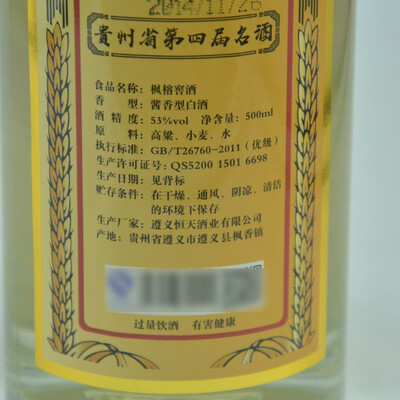 2014/11/26
贵州省第四届名酒
食品名称：枫榕窖酒
香 型：酱香型白酒
酒 精 度：53%vol 净含量：500ml
原 料：高粱、小麦、水
执行标准：GB/T26760-2011（优级）
生产许可证号：QS5200 1501 6698
生产日期：见背标
贮存条件：在干燥、通风、阴凉、清洁
的环境下保存
生产厂家：遵义恒天酒业有限公司
产地：贵州省遵义市遵义县枫香镇
过量饮酒 有害健康